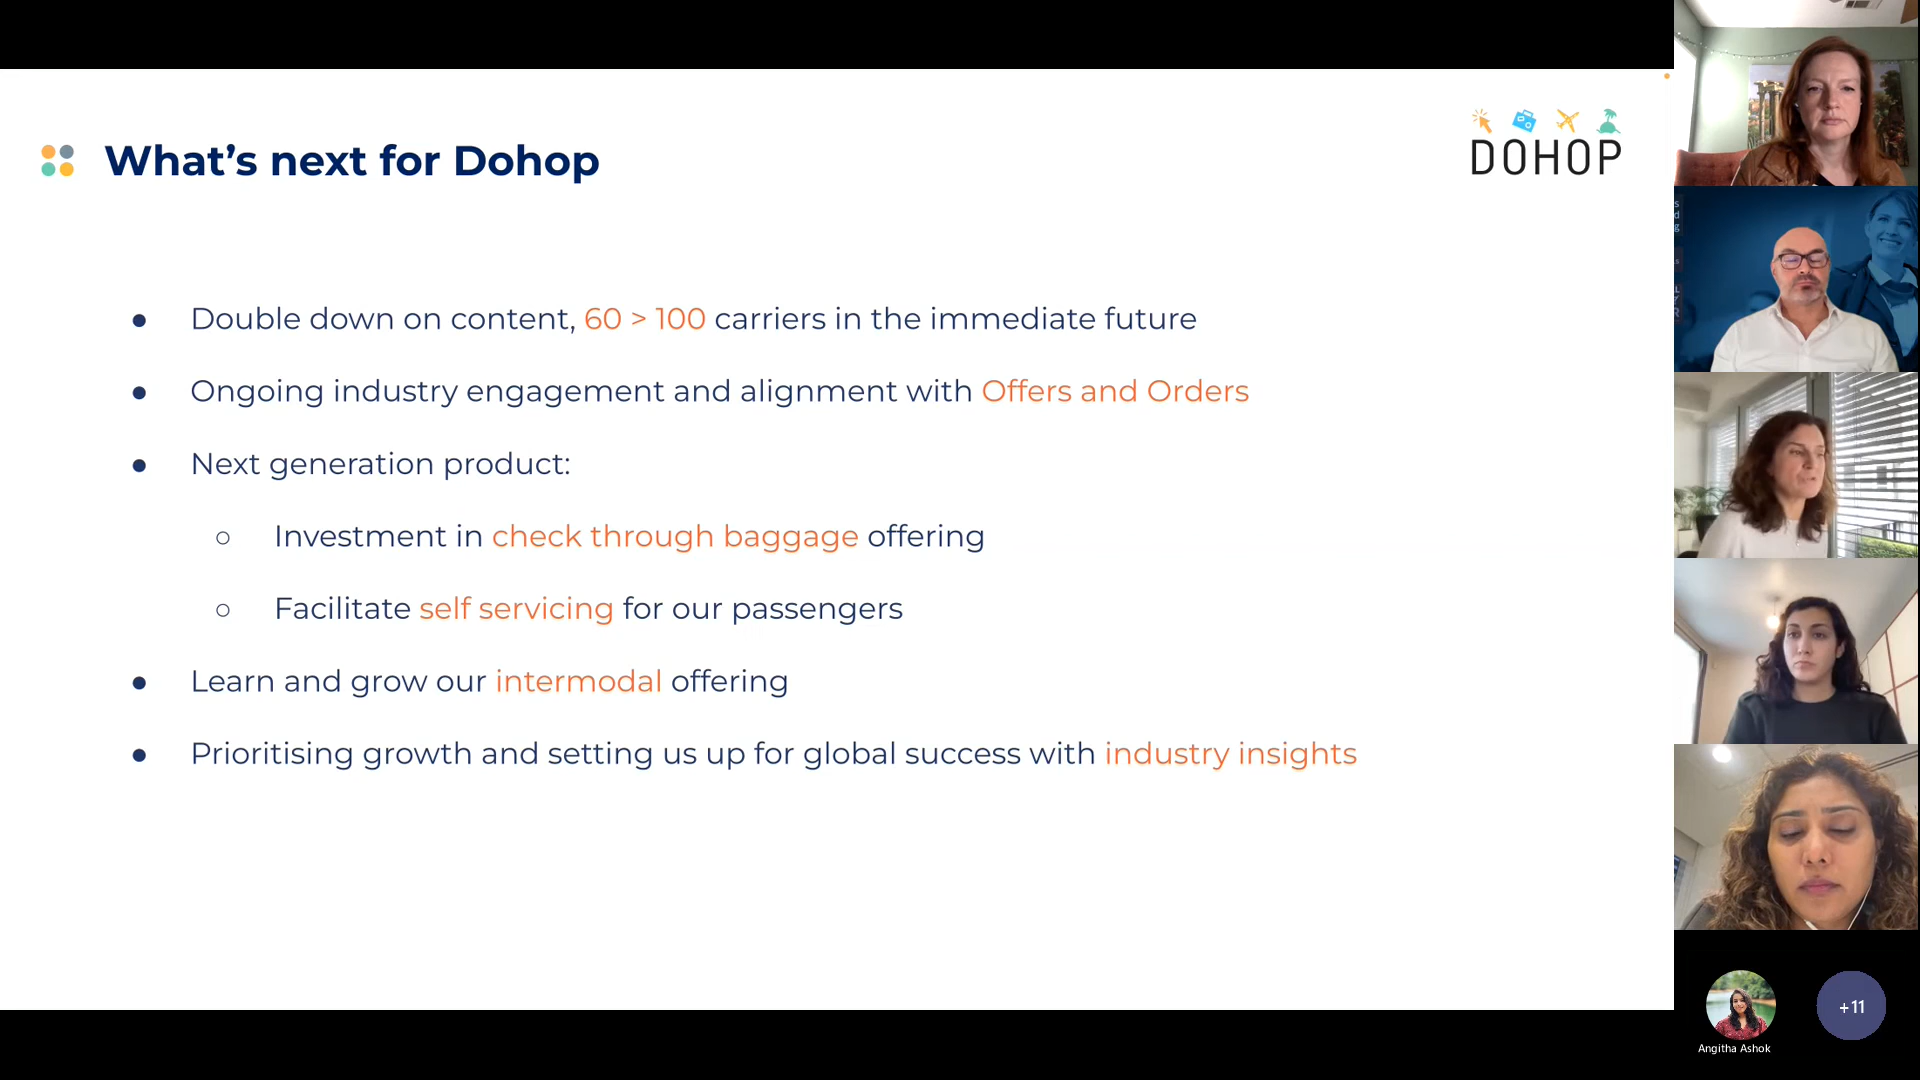 What's next for Dohop
DOHOP
● Double down on content, 60 > 100 carriers in the immediate future
● Ongoing industry engagement and alignment with Offers and Orders
● Next generation product:
○ Investment in check through baggage offering
○ Facilitate self servicing for our passengers
● Learn and grow our intermodal offering
● Prioritising growth and setting us up for global success with industry insights
+11
Angitha Ashok